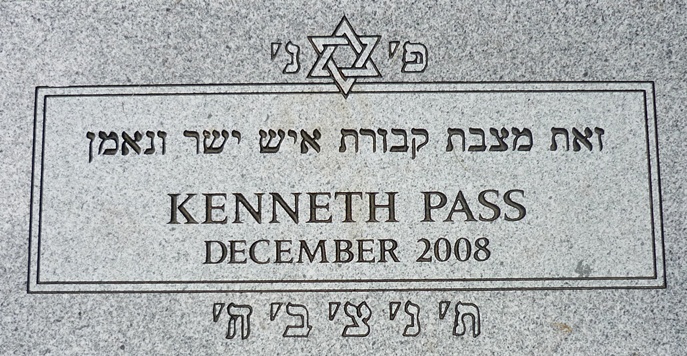 פ׳ נ׳
זאת מצבת קבורת איש ישר ונאמן
KENNETH PASS
DECEMBER 2008
ת׳ נ׳ צ׳ ב׳ ה׳